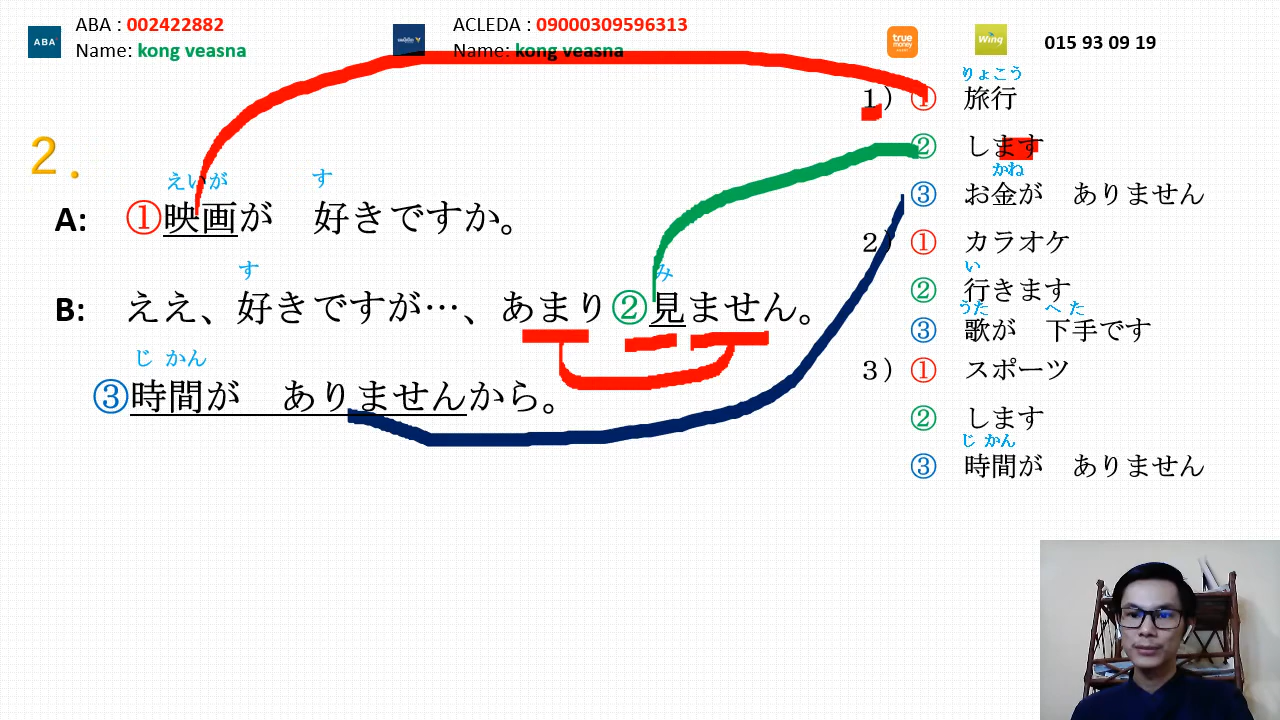 ABA : 002422882
Name: kong veasna
ABA
ACLEDA : 09000309596313
Name: kong veasna
true money
Wing
015 93 09 19
2.
えいが す
A: ①映画が 好きですか。
す み
B: ええ、好きですが…、あまり②見ません。
じ かん
③時間が ありませんから。
りょこう
1) ① 旅行
② します
かね
③ お金が ありません
2) ① カラオケ
い
② 行きます
うた へ た
③ 歌が 下手です
3) ① スポーツ
② します
じ かん
③ 時間が ありません